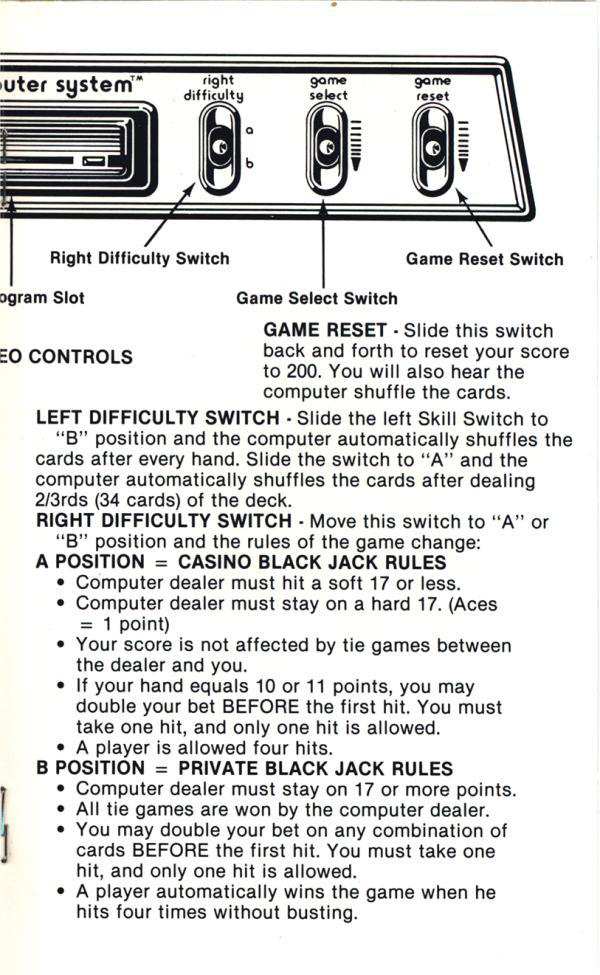 uter system™
right
difficulty
game
select
game
reset
a
b
Right Difficulty Switch
Game Reset Switch
ogram Slot
Game Select Switch
GAME RESET - Slide this switch
back and forth to reset your score
to 200. You will also hear the
computer shuffle the cards.
EO CONTROLS
LEFT DIFFICULTY SWITCH - Slide the left Skill Switch to
“B” position and the computer automatically shuffles the
cards after every hand. Slide the switch to “A” and the
computer automatically shuffles the cards after dealing
2/3rds (34 cards) of the deck.
RIGHT DIFFICULTY SWITCH - Move this switch to “A” or
“B” position and the rules of the game change:
A POSITION = CASINO BLACK JACK RULES
• Computer dealer must hit a soft 17 or less.
• Computer dealer must stay on a hard 17. (Aces
= 1 point)
• Your score is not affected by tie games between
the dealer and you.
• If your hand equals 10 or 11 points, you may
double your bet BEFORE the first hit. You must
take one hit, and only one hit is allowed.
• A player is allowed four hits.
B POSITION = PRIVATE BLACK JACK RULES
• Computer dealer must stay on 17 or more points.
• All tie games are won by the computer dealer.
• You may double your bet on any combination of
cards BEFORE the first hit. You must take one
hit, and only one hit is allowed.
• A player automatically wins the game when he
hits four times without busting.